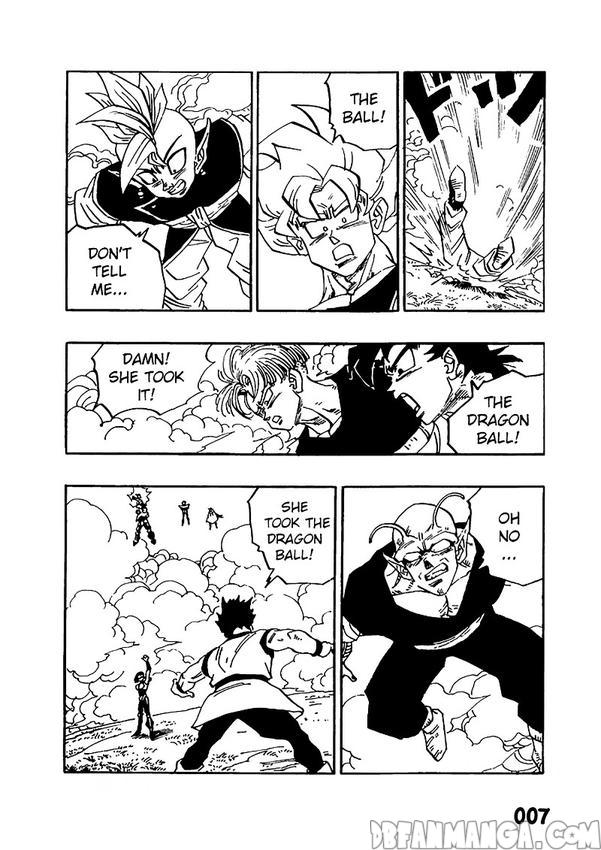 THE
BALL!
DON'T
TELL
ME...
THE
DRAGON
BALL!
DAMN!
SHE TOOK
IT!
OH
NO
...
SHE
TOOK THE
DRAGON
BALL!
007
DBFANMANGA.COM